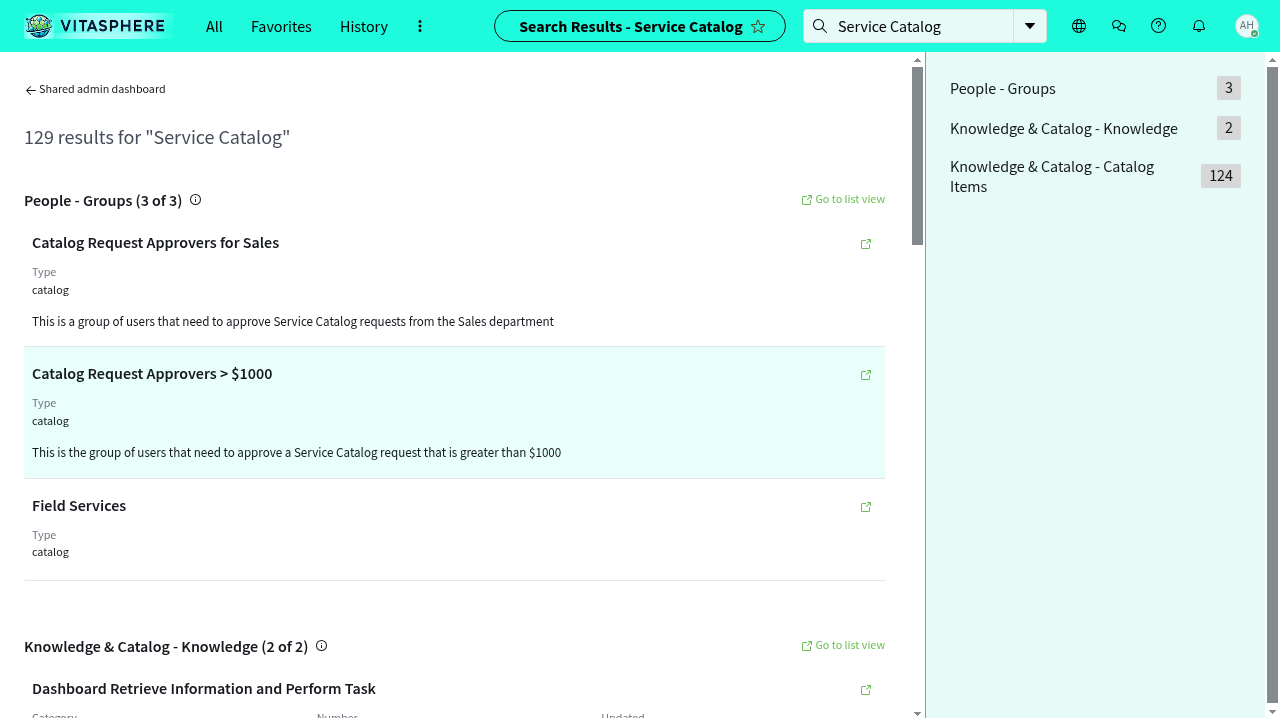 VITASPHERE
All
Favorites
History
Search Results - Service Catalog
Service Catalog
AH
Shared admin dashboard
129 results for "Service Catalog"
People - Groups (3 of 3)
Go to list view
Catalog Request Approvers for Sales
Type
catalog
This is a group of users that need to approve Service Catalog requests from the Sales department
Catalog Request Approvers > $1000
Type
catalog
This is the group of users that need to approve a Service Catalog request that is greater than $1000
Field Services
Type
catalog
Knowledge & Catalog - Knowledge (2 of 2)
Go to list view
Dashboard Retrieve Information and Perform Task
Category
Number
Updated
People - Groups
3
Knowledge & Catalog - Knowledge
2
Knowledge & Catalog - Catalog
Items
124